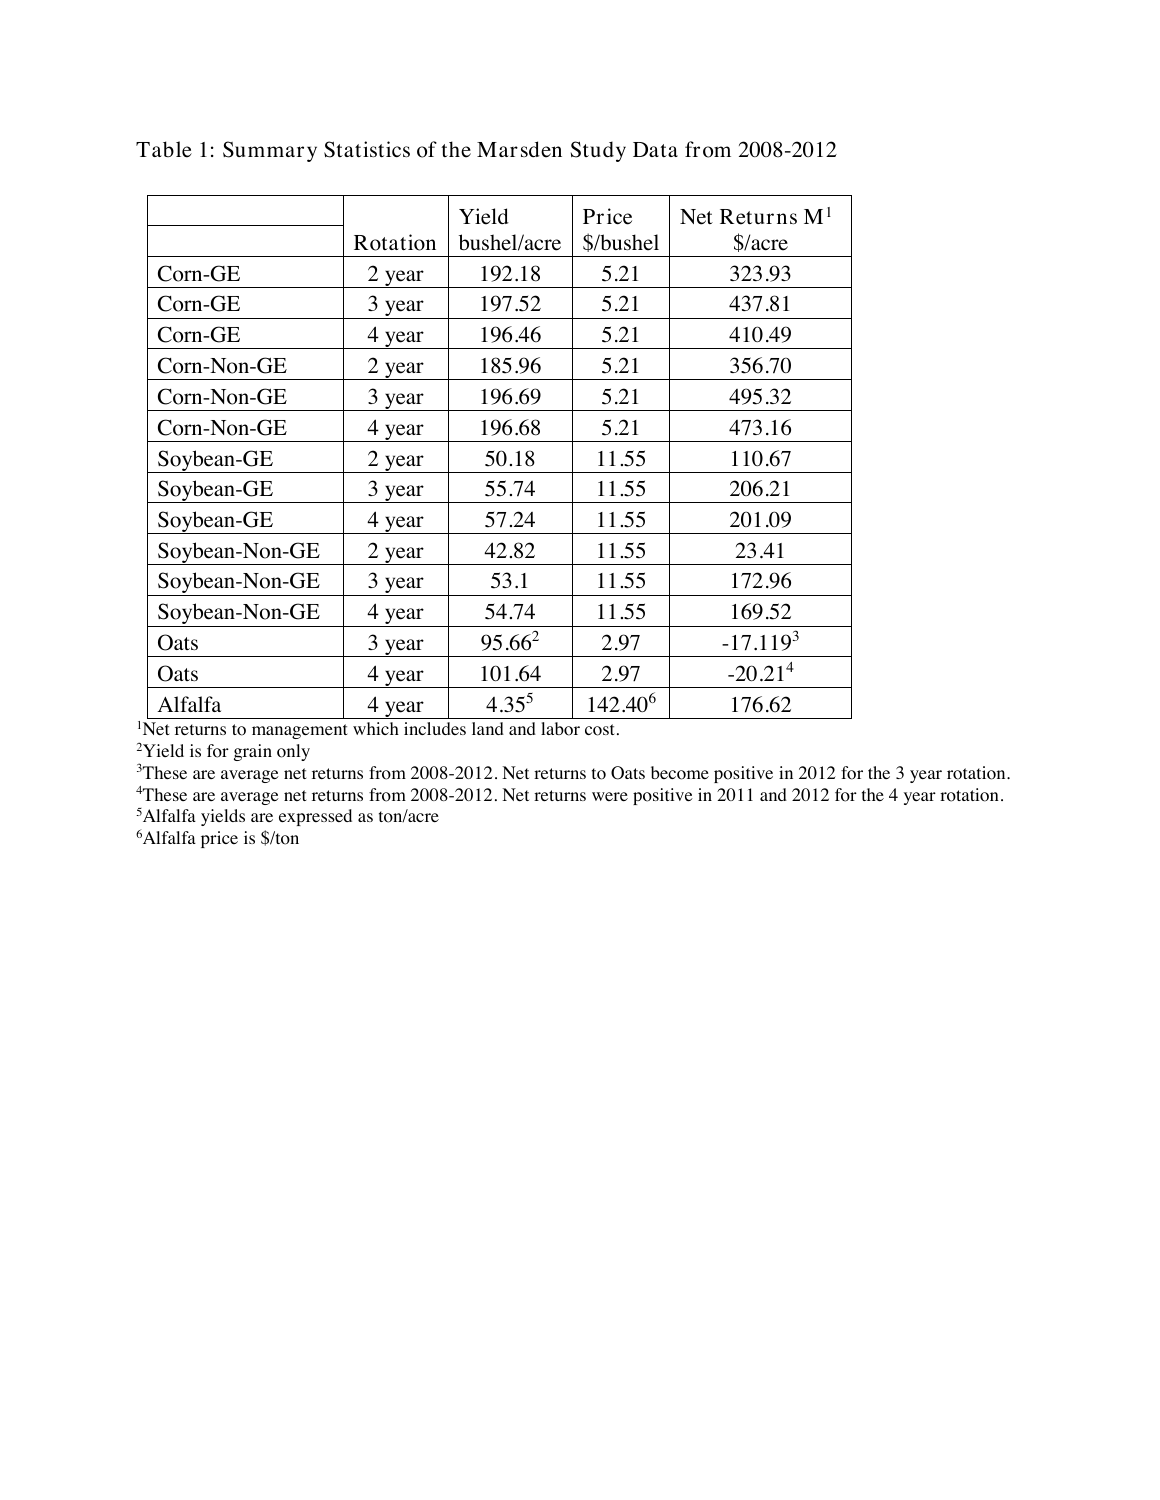 Table 1: Summary Statistics of the Marsden Study Data from 2008-2012
Rotation Yield bushel/acre Price $/bushel Net Returns M¹ $/acre
Corn-GE 2 year 192.18 5.21 323.93
Corn-GE 3 year 197.52 5.21 437.81
Corn-GE 4 year 196.46 5.21 410.49
Corn-Non-GE 2 year 185.96 5.21 356.70
Corn-Non-GE 3 year 196.69 5.21 495.32
Corn-Non-GE 4 year 196.68 5.21 473.16
Soybean-GE 2 year 50.18 11.55 110.67
Soybean-GE 3 year 55.74 11.55 206.21
Soybean-GE 4 year 57.24 11.55 201.09
Soybean-Non-GE 2 year 42.82 11.55 23.41
Soybean-Non-GE 3 year 53.1 11.55 172.96
Soybean-Non-GE 4 year 54.74 11.55 169.52
Oats 3 year 95.66² 2.97 -17.119³
Oats 4 year 101.64 2.97 -20.21⁴
Alfalfa 4 year 4.35⁵ 142.40⁶ 176.62
¹Net returns to management which includes land and labor cost.
²Yield is for grain only
³These are average net returns from 2008-2012. Net returns to Oats become positive in 2012 for the 3 year rotation.
⁴These are average net returns from 2008-2012. Net returns were positive in 2011 and 2012 for the 4 year rotation.
⁵Alfalfa yields are expressed as ton/acre
⁶Alfalfa price is $/ton